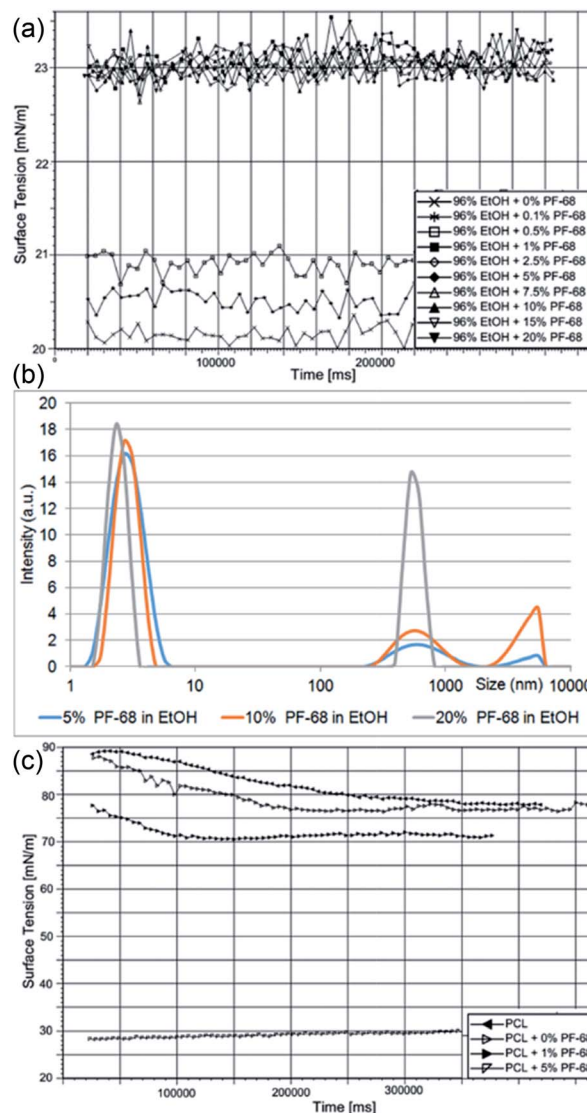 (a)
Surface Tension [mN/m]
23
22
21
20
0
100000
200000
Time [ms]
96% EtOH + 0% PF-68
96% EtOH + 0.1% PF-68
96% EtOH + 0.5% PF-68
96% EtOH + 1% PF-68
96% EtOH + 2.5% PF-68
96% EtOH + 5% PF-68
96% EtOH + 7.5% PF-68
96% EtOH + 10% PF-68
96% EtOH + 15% PF-68
96% EtOH + 20% PF-68
(b)
Intensity (a.u.)
20
18
16
14
12
10
8
6
4
2
0
1 10 100 1000 Size (nm) 10000
5% PF-68 in EtOH 10% PF-68 in EtOH 20% PF-68 in EtOH
(c)
Surface Tension [mN/m]
90
80
70
60
50
40
30
20
100000 200000 300000
Time [ms]
PCL
PCL + 0% PF-68
PCL + 1% PF-68
PCL + 5% PF-68